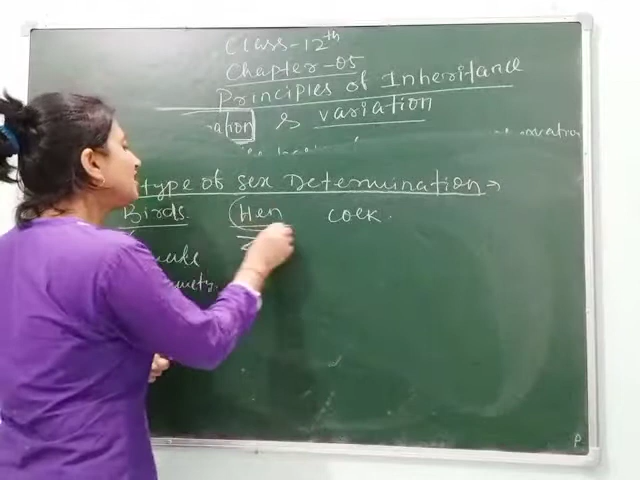 Class-12th
Chapter-05
Principles of Inheritance
& variation
type of sex Determination→
Birds (Hen cock.